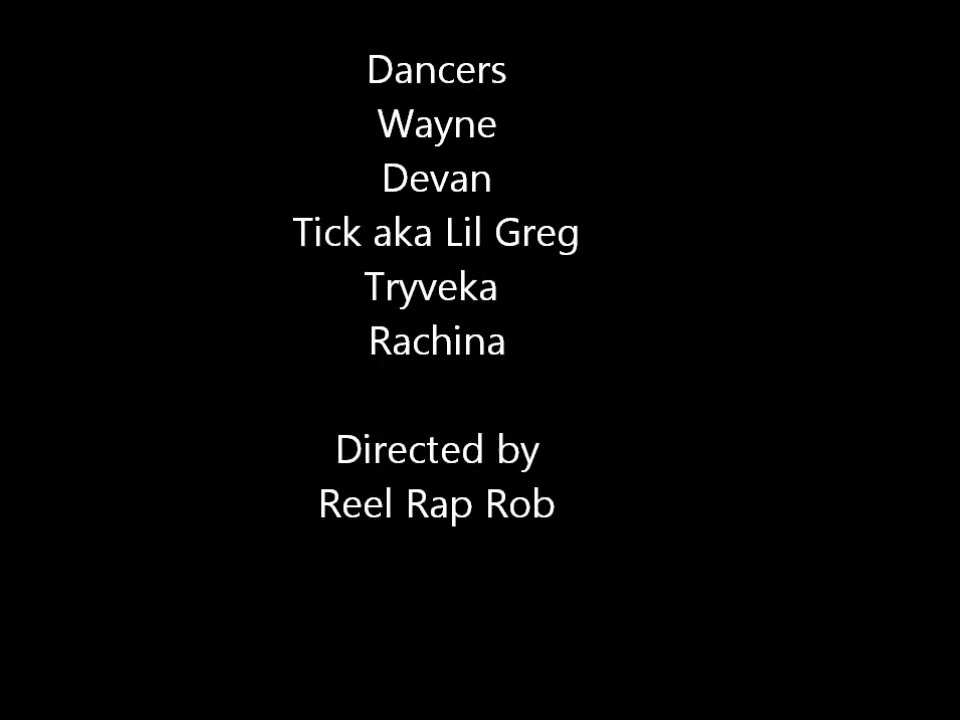 Dancers
Wayne
Devan
Tick aka Lil Greg
Tryveka
Rachina
Directed by
Reel Rap Rob